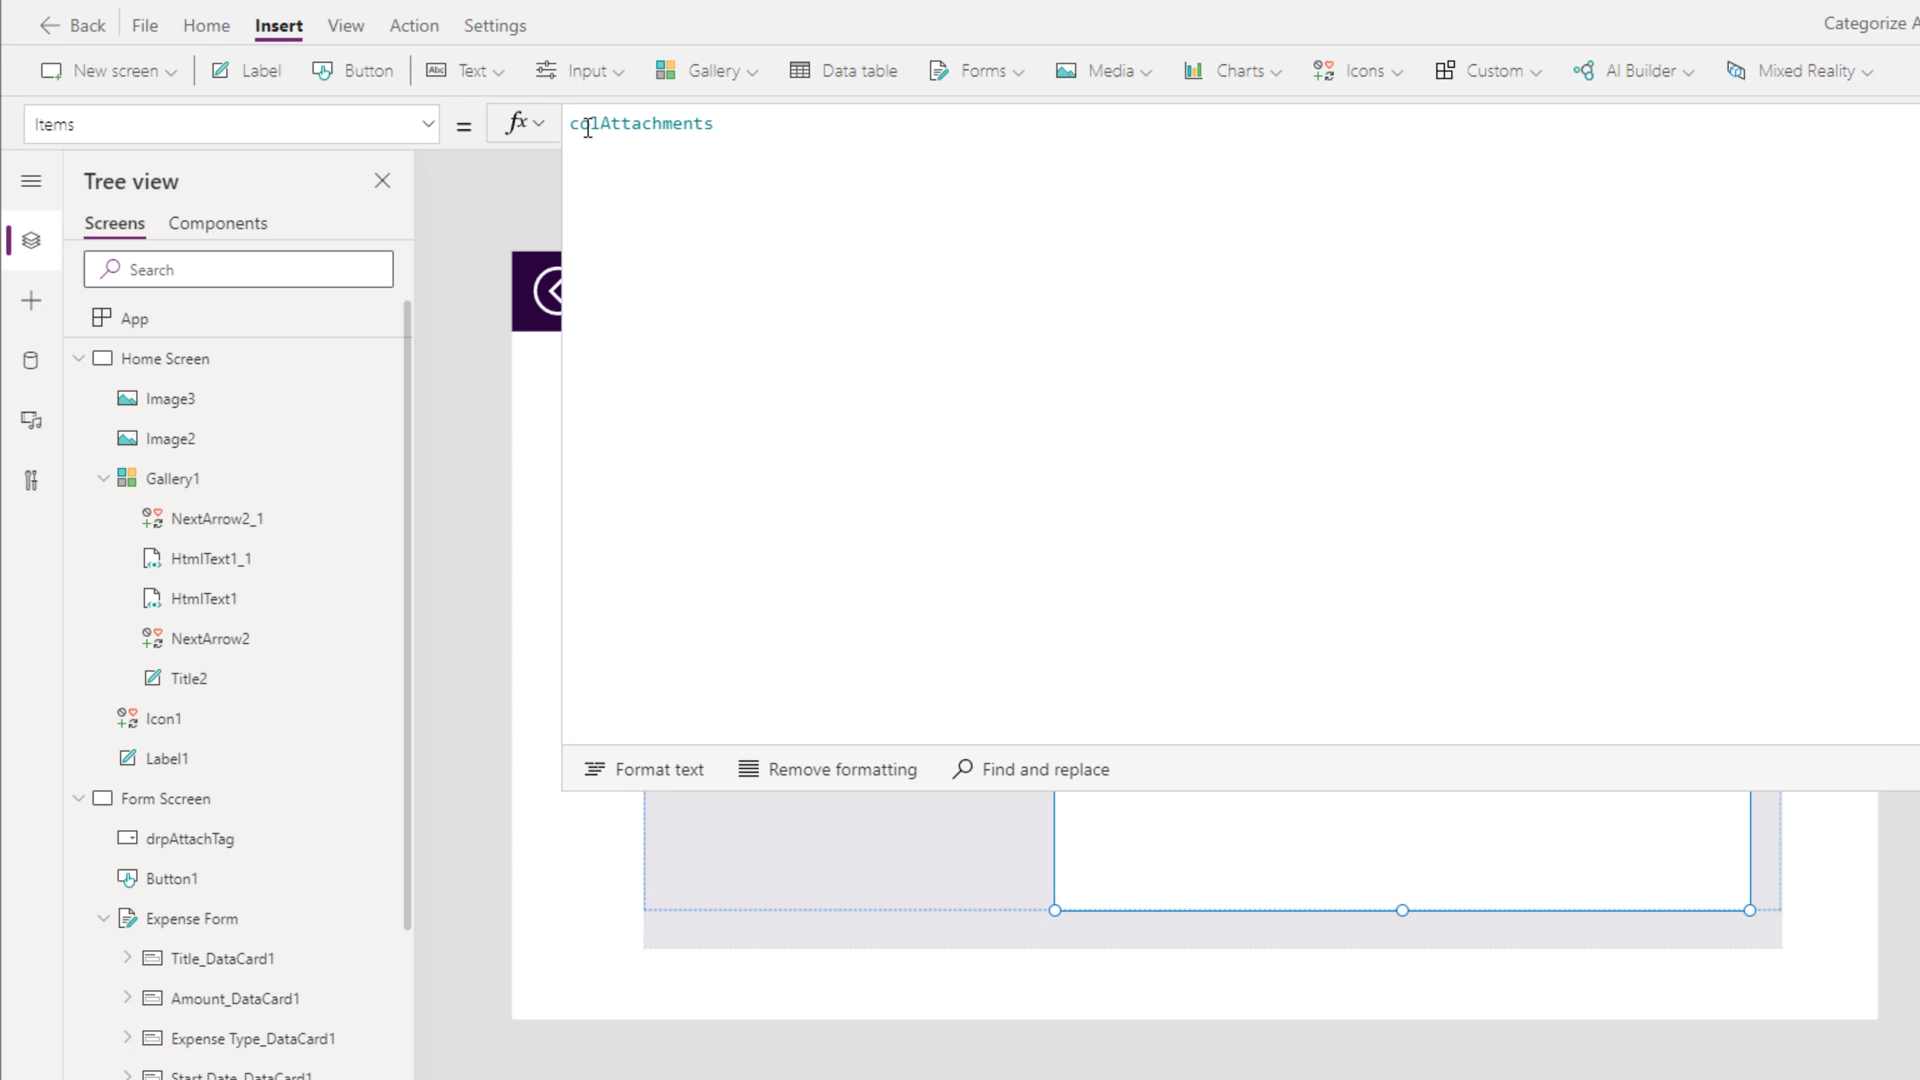 Back File Home Insert View Action Settings
Categorize A
New screen Label Button Text Input Gallery Data table Forms Media Charts Icons Custom AI Builder Mixed Reality
Items = fx colAttachments
Tree view
Screens Components
Search
App
Home Screen
Image3
Image2
Gallery1
NextArrow2_1
HtmlText1_1
HtmlText1
NextArrow2
Title2
Icon1
Label1
Form Sccreen
drpAttachTag
Button1
Expense Form
Title_DataCard1
Amount_DataCard1
Expense Type_DataCard1
Start Date_DataCard1
Format text Remove formatting Find and replace